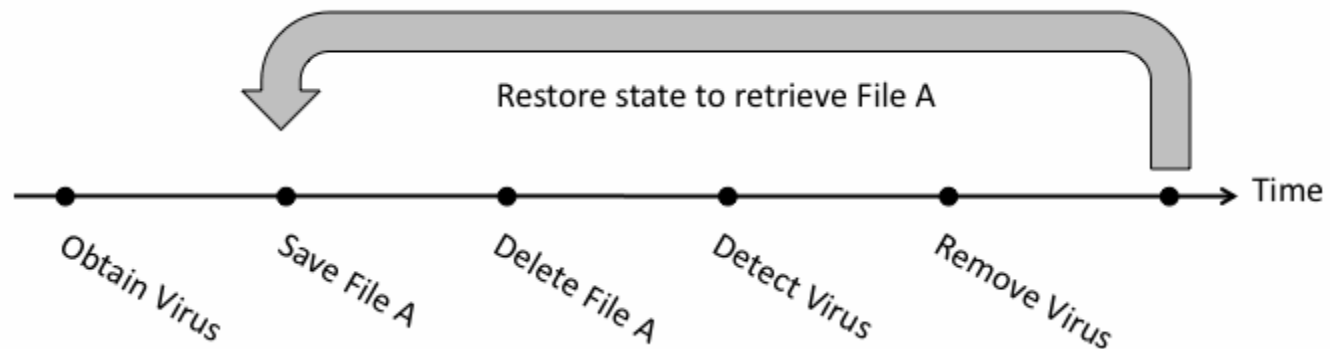 Restore state to retrieve File A
Time
Obtain Virus
Save File A
Delete File A
Detect Virus
Remove Virus